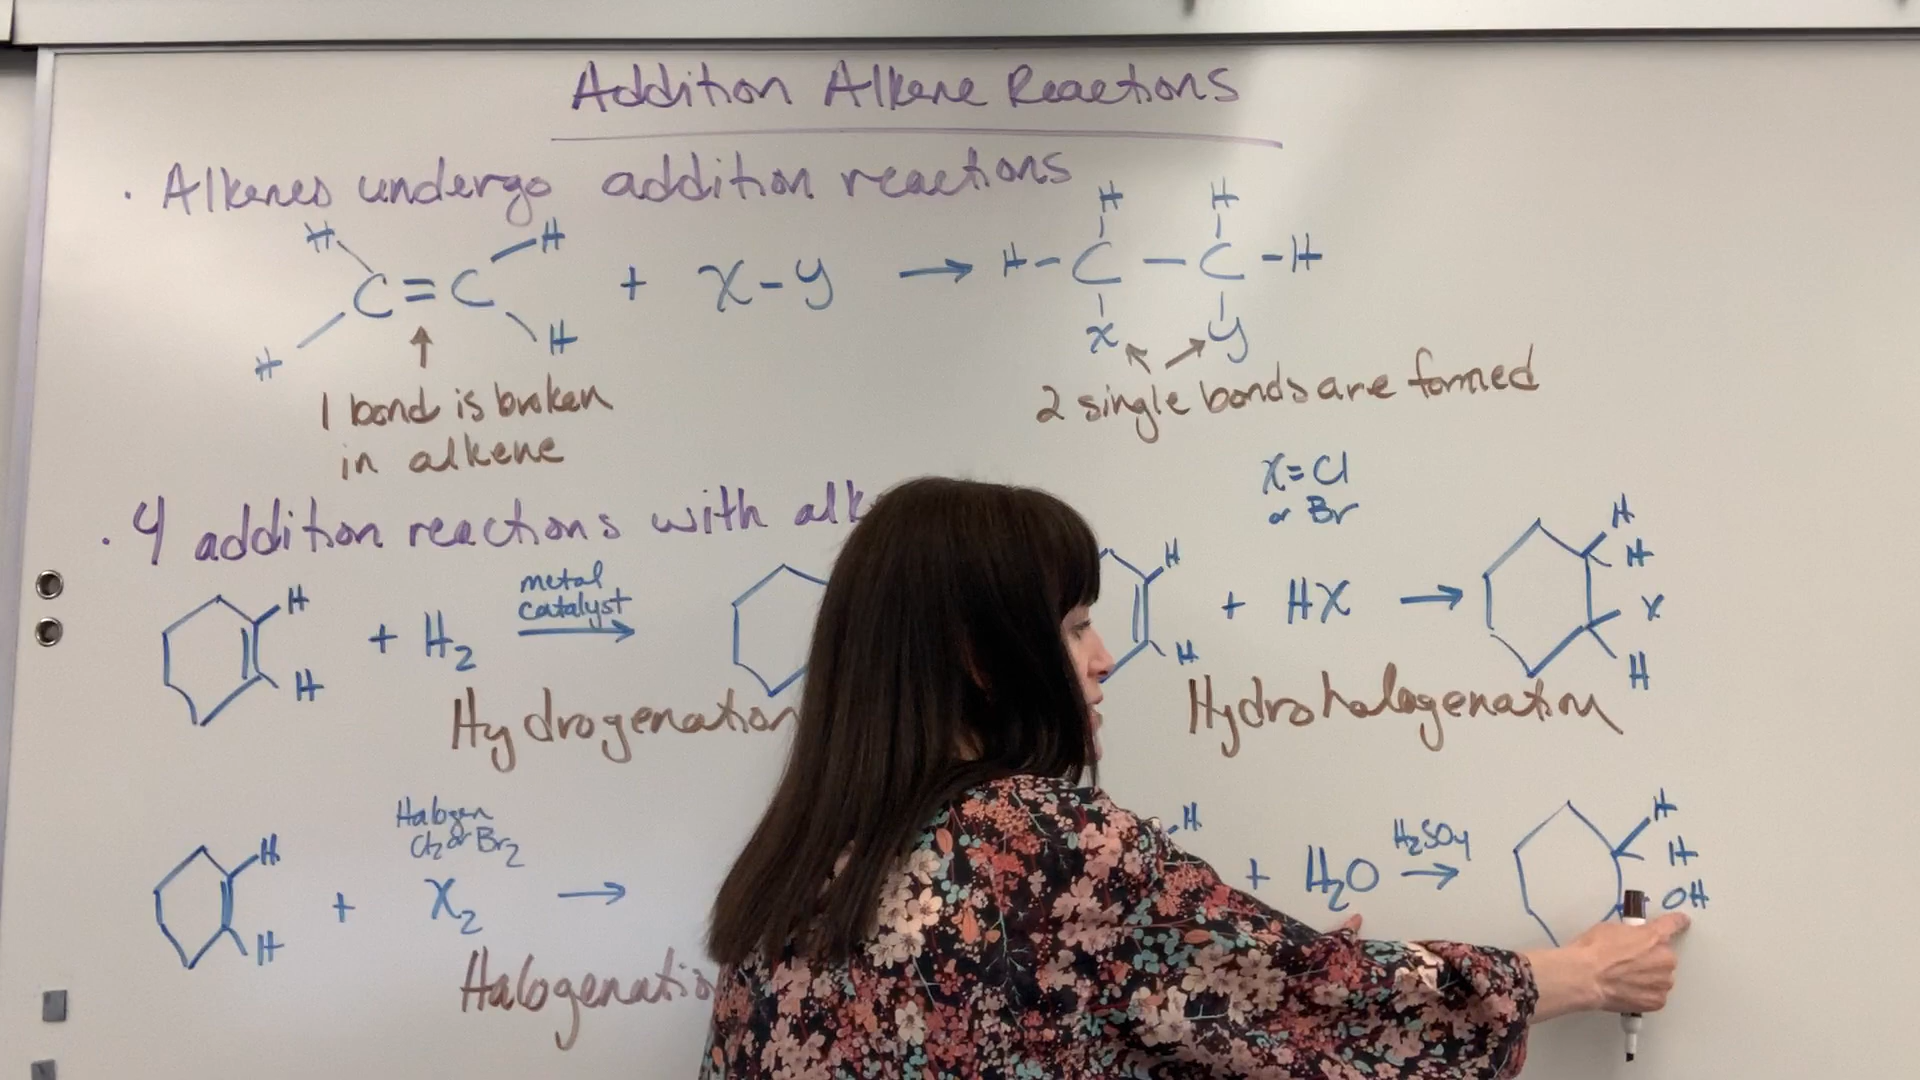 Addition Alkene Reactions
· Alkenes undergo addition reactions
H H C=C H H + X-Y → H H H-C-C-H X Y
1 bond is broken
in alkene
2 single bonds are formed
X=Cl
or Br
· 4 addition reactions with alk
H H + H2 metal
catalyst →
H H + HX → H H X H
Hydrogenation
Hydrohalogenation
Halogen
Cl2 or Br2
H H + X2 →
H + H2O H2SO4 → H H OH
Halogenatio